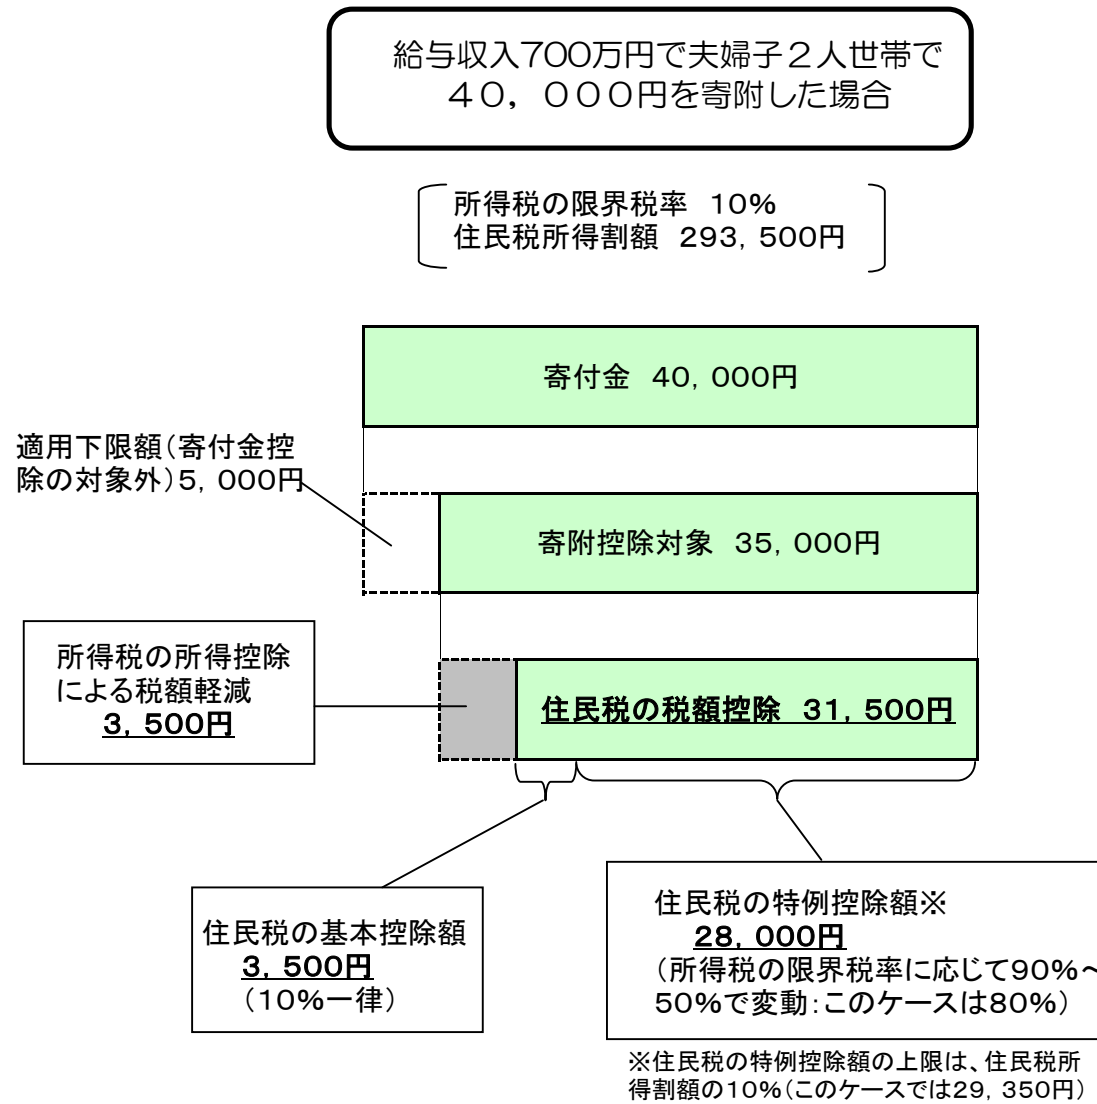 給与収入700万円で夫婦子２人世帯で
４０，０００円を寄附した場合
所得税の限界税率　10%
住民税所得割額　293, 500円
寄付金　40, 000円
適用下限額（寄付金控
除の対象外）5, 000円
寄附控除対象　35, 000円
所得税の所得控除
による税額軽減
3, 500円
住民税の税額控除　31, 500円
住民税の基本控除額
3, 500円
（10%一律）
住民税の特例控除額※
28, 000円
（所得税の限界税率に応じて90%～
50%で変動：このケースは80%）
※住民税の特例控除額の上限は、住民税所
得割額の10%（このケースでは29, 350円）